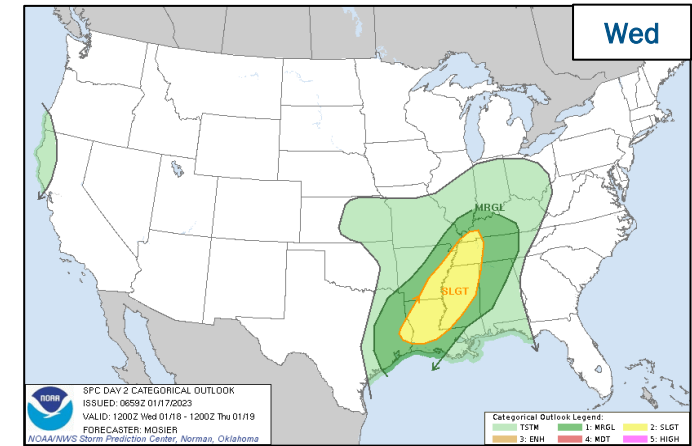 Wed
MRGL
SLGT
NOAA
SPC DAY 2 CATEGORICAL OUTLOOK
ISSUED: 0659Z 01/17/2023
VALID: 1200Z Wed 01/18 - 1200Z Thu 01/19
FORECASTER: MOSIER
NOAA/NWS Storm Prediction Center, Norman, Oklahoma
Categorical Outlook Legend:
TSTM 1: MRGL 2: SLGT
3: ENH 4: MDT 5: HIGH